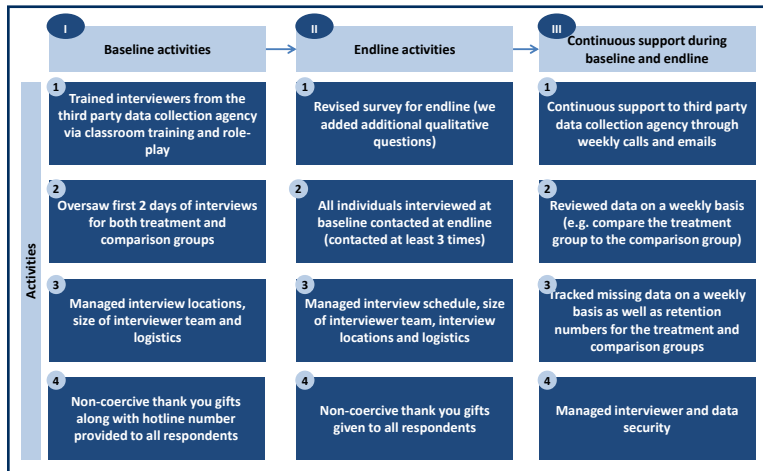 I
Baseline activities
II
Endline activities
III
Continuous support during
baseline and endline
Activities
1
Trained interviewers from the
third party data collection agency
via classroom training and role-
play
2
Oversaw first 2 days of interviews
for both treatment and
comparison groups
3
Managed interview locations,
size of interviewer team and
logistics
4
Non-coercive thank you gifts
along with hotline number
provided to all respondents
1
Revised survey for endline (we
added additional qualitative
questions)
2
All individuals interviewed at
baseline contacted at endline
(contacted at least 3 times)
3
Managed interview schedule, size
of interviewer team, interview
locations and logistics
4
Non-coercive thank you gifts
given to all respondents
1
Continuous support to third party
data collection agency through
weekly calls and emails
2
Reviewed data on a weekly basis
(e.g. compare the treatment
group to the comparison group)
3
Tracked missing data on a weekly
basis as well as retention
numbers for the treatment and
comparison groups
4
Managed interviewer and data
security